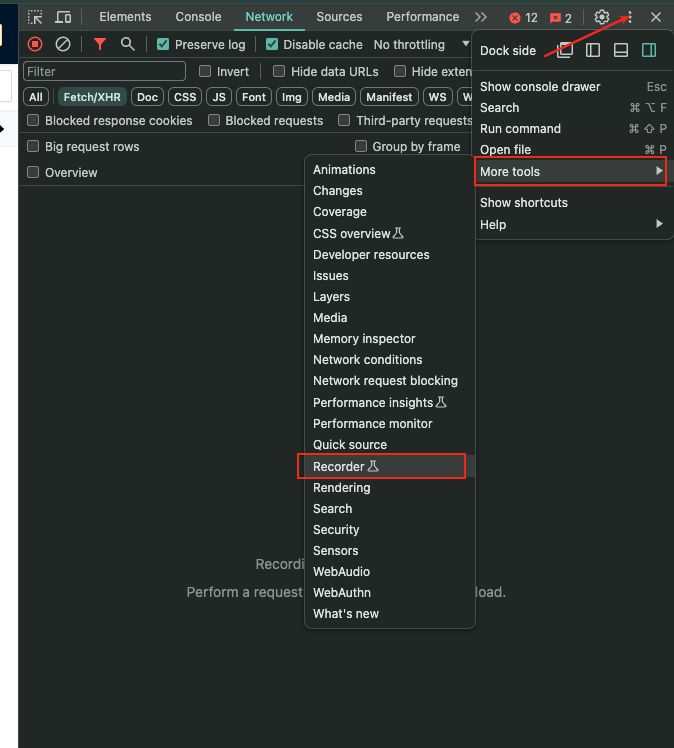 Elements Console Network Sources Performance 12 2
Preserve log Disable cache No throttling
Filter Invert Hide data URLs Hide exten
All Fetch/XHR Doc CSS JS Font Img Media Manifest WS W
Blocked response cookies Blocked requests Third-party requests
Big request rows Group by frame
Overview
Dock side
Show console drawer Esc
Search ⌘ ⌥ F
Run command ⌘ ⇧ P
Open file ⌘ P
More tools
Show shortcuts
Help
Animations
Changes
Coverage
CSS overview
Developer resources
Issues
Layers
Media
Memory inspector
Network conditions
Network request blocking
Performance insights
Performance monitor
Quick source
Recorder
Rendering
Search
Security
Sensors
WebAudio
WebAuthn
What's new
Recordi
Perform a request load.